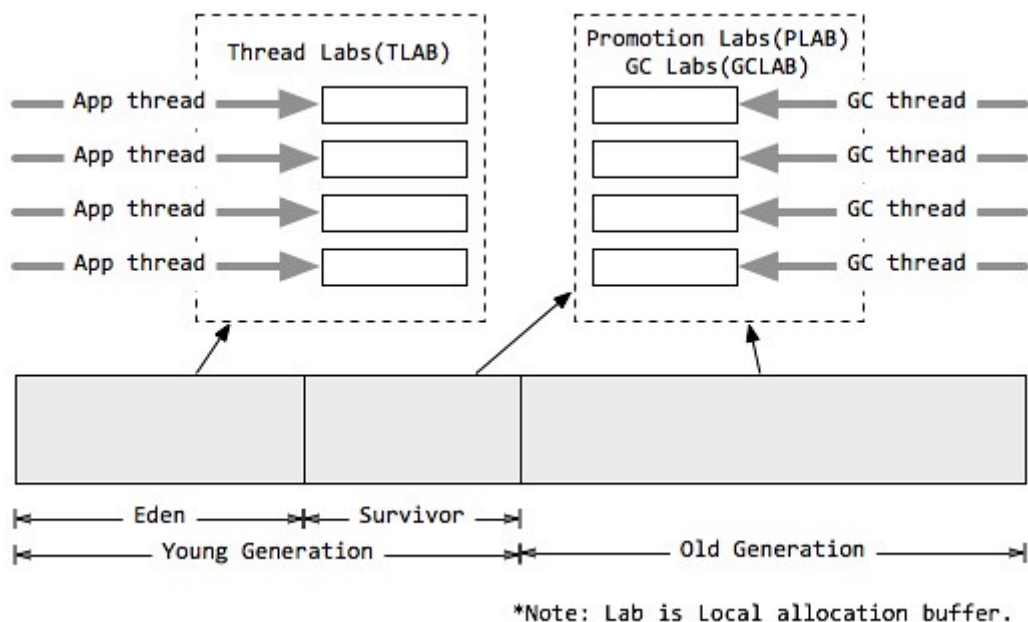 Thread Labs(TLAB)
Promotion Labs(PLAB)
GC Labs(GCLAB)
App thread
GC thread
App thread
GC thread
App thread
GC thread
App thread
GC thread
Eden
Survivor
Young Generation
Old Generation
*Note: Lab is Local allocation buffer.